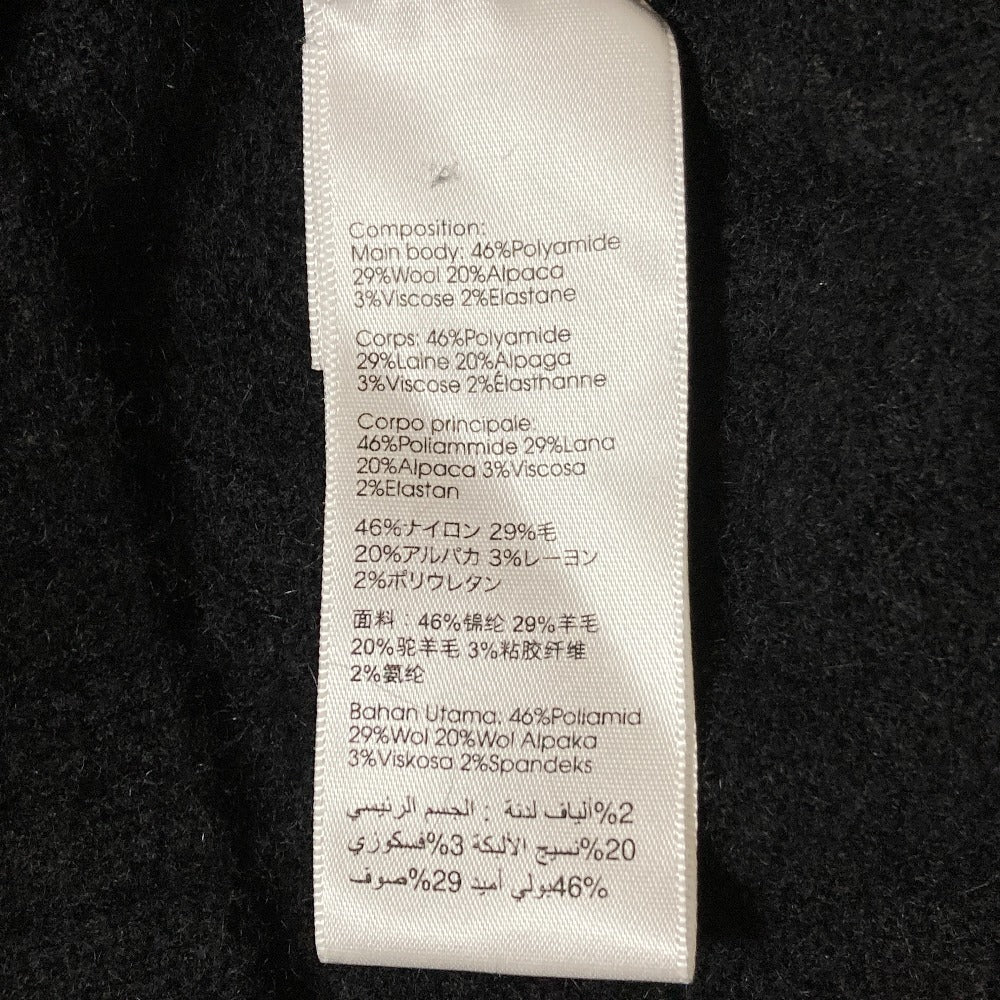 Composition:
Main body: 46%Polyamide
29%Wool 20%Alpaca
3%Viscose 2%Elastane
Corps: 46%Polyamide
29%Laine 20%Alpaga
3%Viscose 2%Élasthanne
Corpo principale:
46%Poliammide 29%Lana
20%Alpaca 3%Viscosa
2%Elastan
46%ナイロン 29%毛
20%アルパカ 3%レーヨン
2%ポリウレタン
面料：46%锦纶 29%羊毛
20%驼羊毛 3%粘胶纤维
2%氨纶
Bahan Utama: 46%Poliamid
29%Wol 20%Wol Alpaka
3%Viskosa 2%Spandeks
2%ألياف لدنة : الجسم الرئيسي
20%نسيج الألبكة 3%فسكوزي
46%بولي أميد 29%صوف